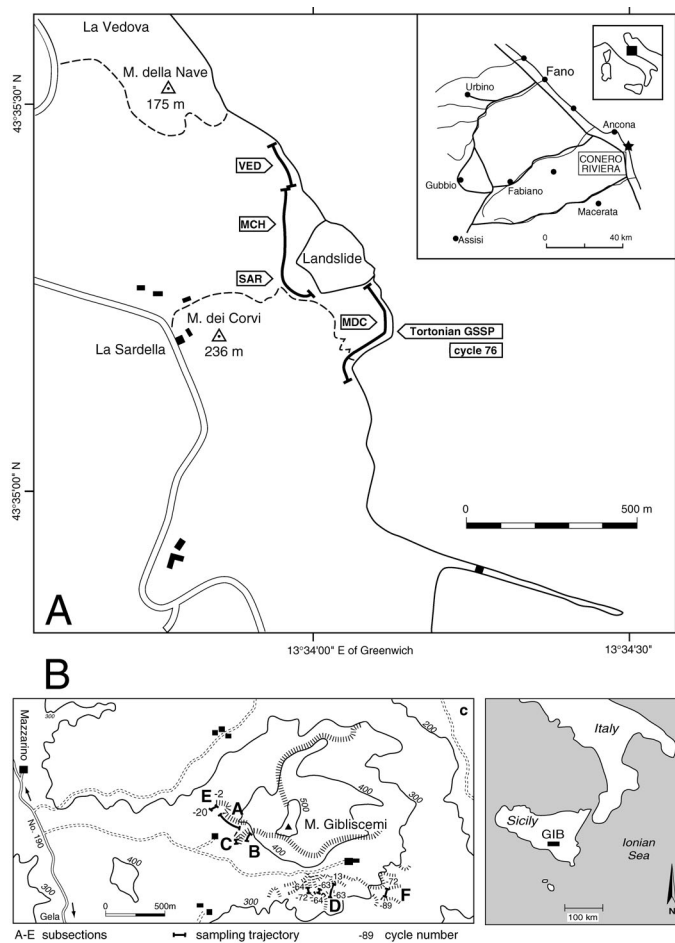 La Vedova
M. della Nave
175 m
43°35'30" N
VED
MCH
SAR
Landslide
MDC
Tortonian GSSP
cycle 76
M. dei Corvi
236 m
La Sardella
43°35'00" N
0
500 m
A
13°34'00" E of Greenwich
13°34'30"
Fano
Urbino
Ancona
CONERO
RIVIERA
Gubbio
Fabiano
Macerata
Assisi
0
40 km
B
c
Mazzarino
No. 190
Gela
300
200
300
400
500
400
400
300
400
300
E
-2
-20
A
C
B
M. Gibliscemi
-13
-72
-64
-63
-72
-64
-63
D
-89
F
0
500m
A-E subsections
sampling trajectory
-89 cycle number
Italy
Sicily
GIB
Ionian
Sea
100 km
N